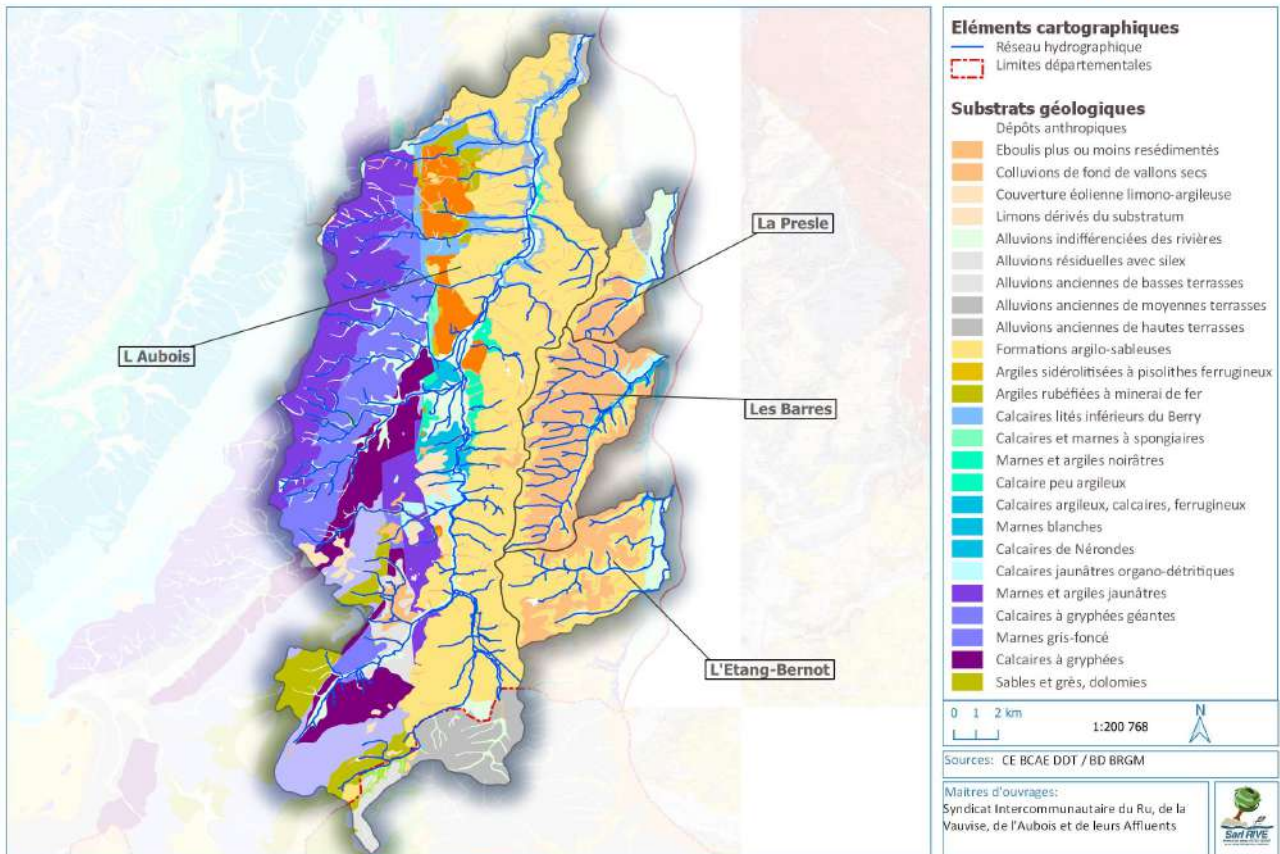 La Presle
L Aubois
Les Barres
L'Etang-Bernot
Eléments cartographiques
Réseau hydrographique
Limites départementales
Substrats géologiques
Dépôts anthropiques
Eboulis plus ou moins resédimentés
Colluvions de fond de vallons secs
Couverture éolienne limono-argileuse
Limons dérivés du substratum
Alluvions indifférenciées des rivières
Alluvions résiduelles avec silex
Alluvions anciennes de basses terrasses
Alluvions anciennes de moyennes terrasses
Alluvions anciennes de hautes terrasses
Formations argilo-sableuses
Argiles sidérolitisées à pisolithes ferrugineux
Argiles rubéfiées à minerai de fer
Calcaires lités inférieurs du Berry
Calcaires et marnes à spongiaires
Marnes et argiles noirâtres
Calcaire peu argileux
Calcaires argileux, calcaires, ferrugineux
Marnes blanches
Calcaires de Nérondes
Calcaires jaunâtres organo-détritiques
Marnes et argiles jaunâtres
Calcaires à gryphées géantes
Marnes gris-foncé
Calcaires à gryphées
Sables et grès, dolomies
0 1 2 km
1:200 768
N
Sources: CE BCAE DDT / BD BRGM
Maîtres d'ouvrages:
Syndicat Intercommunautaire du Ru, de la
Vauvise, de l'Aubois et de leurs Affluents
Sarl RIVE